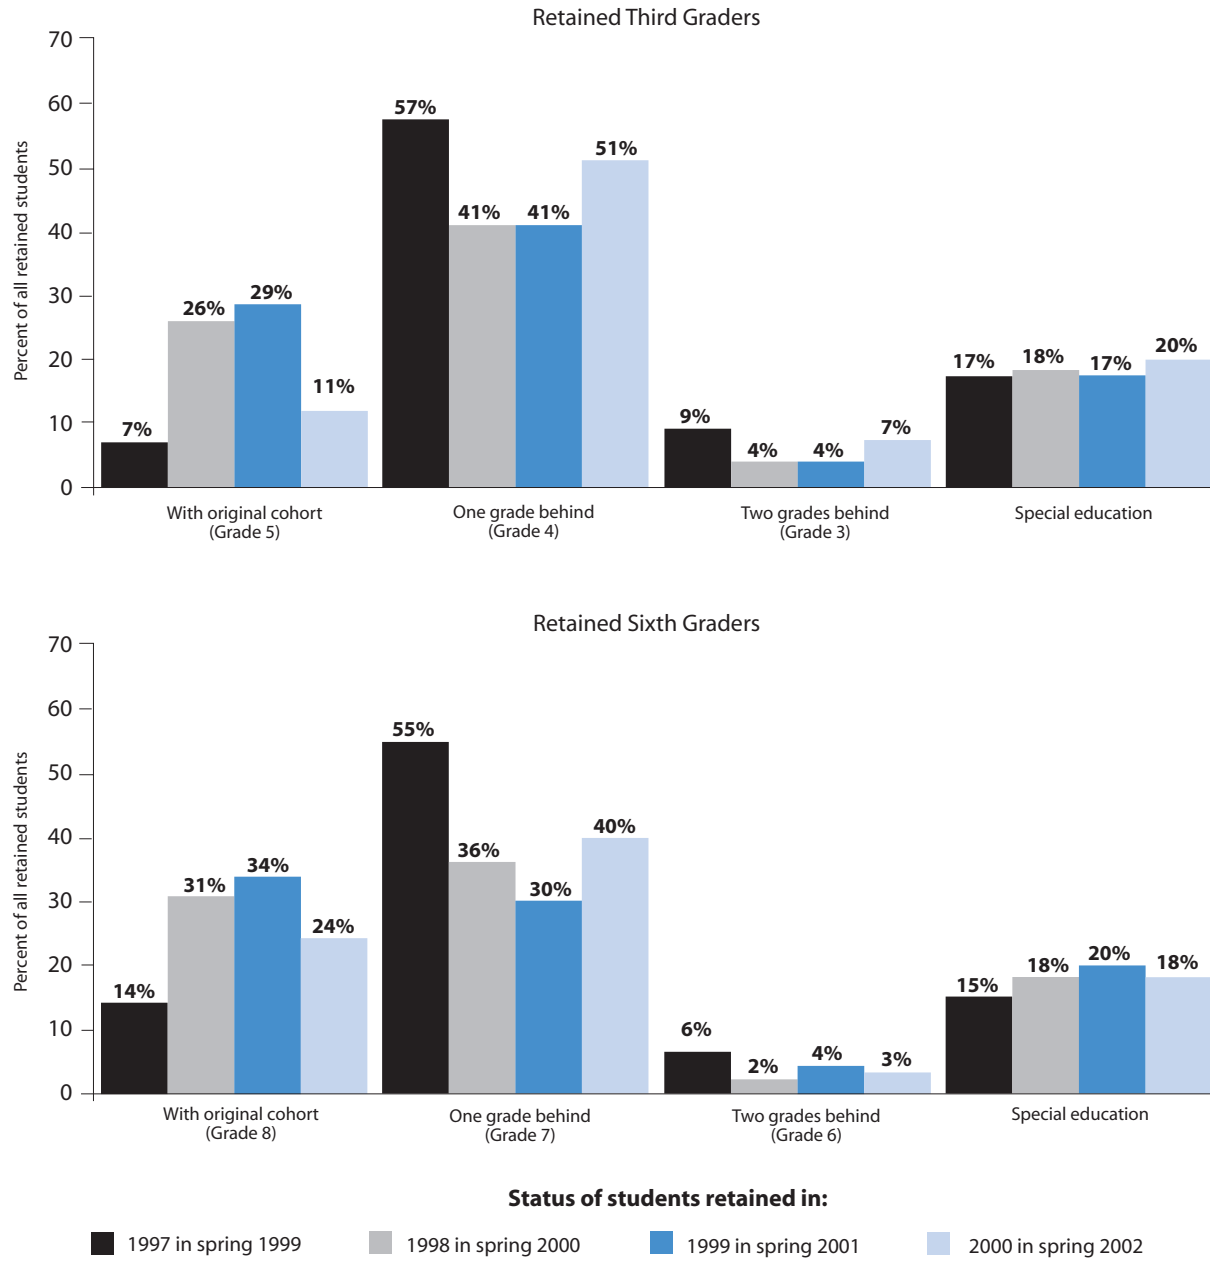 Retained Third Graders
Percent of all retained students
70
60
50
40
30
20
10
0
7%
26%
29%
11%
57%
41%
41%
51%
9%
4%
4%
7%
17%
18%
17%
20%
With original cohort
(Grade 5)
One grade behind
(Grade 4)
Two grades behind
(Grade 3)
Special education
Retained Sixth Graders
Percent of all retained students
70
60
50
40
30
20
10
0
14%
31%
34%
24%
55%
36%
30%
40%
6%
2%
4%
3%
15%
18%
20%
18%
With original cohort
(Grade 8)
One grade behind
(Grade 7)
Two grades behind
(Grade 6)
Special education
Status of students retained in:
1997 in spring 1999
1998 in spring 2000
1999 in spring 2001
2000 in spring 2002